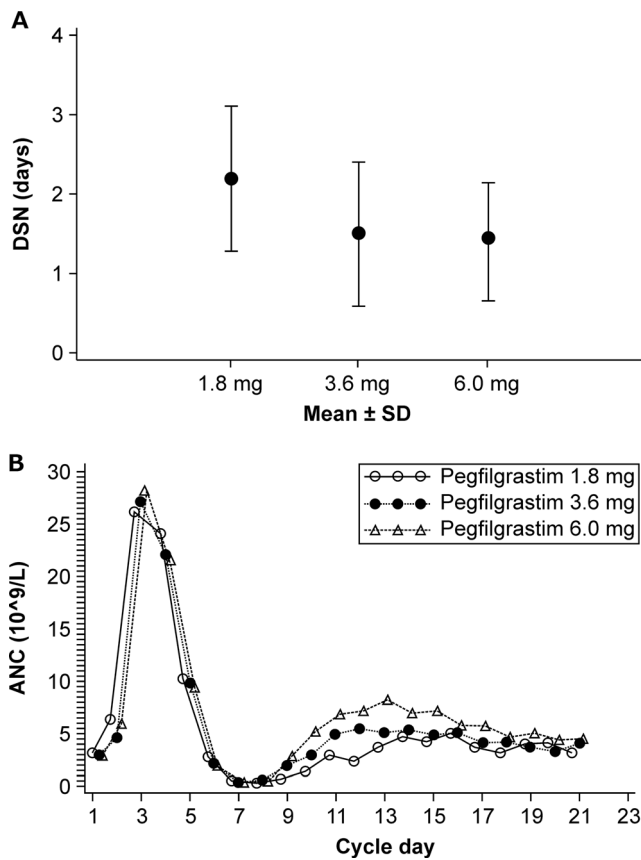 A
4
3
2
1
0
DSN (days)
1.8 mg 3.6 mg 6.0 mg
Mean ± SD
B
30
25
20
15
10
5
0
ANC (10^9/L)
Pegfilgrastim 1.8 mg
Pegfilgrastim 3.6 mg
Pegfilgrastim 6.0 mg
1 3 5 7 9 11 13 15 17 19 21 23
Cycle day